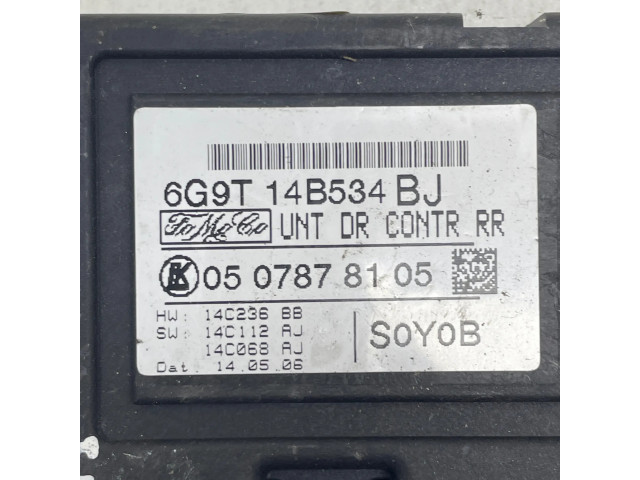 6G9T 14B534 BJ
FoMoCo UNT DR CONTR RR
K 05 0787 81 05
HW: 14C236 BB
SW: 14C112 AJ
14C068 AJ
Dat: 14.05.06
S0Y0B